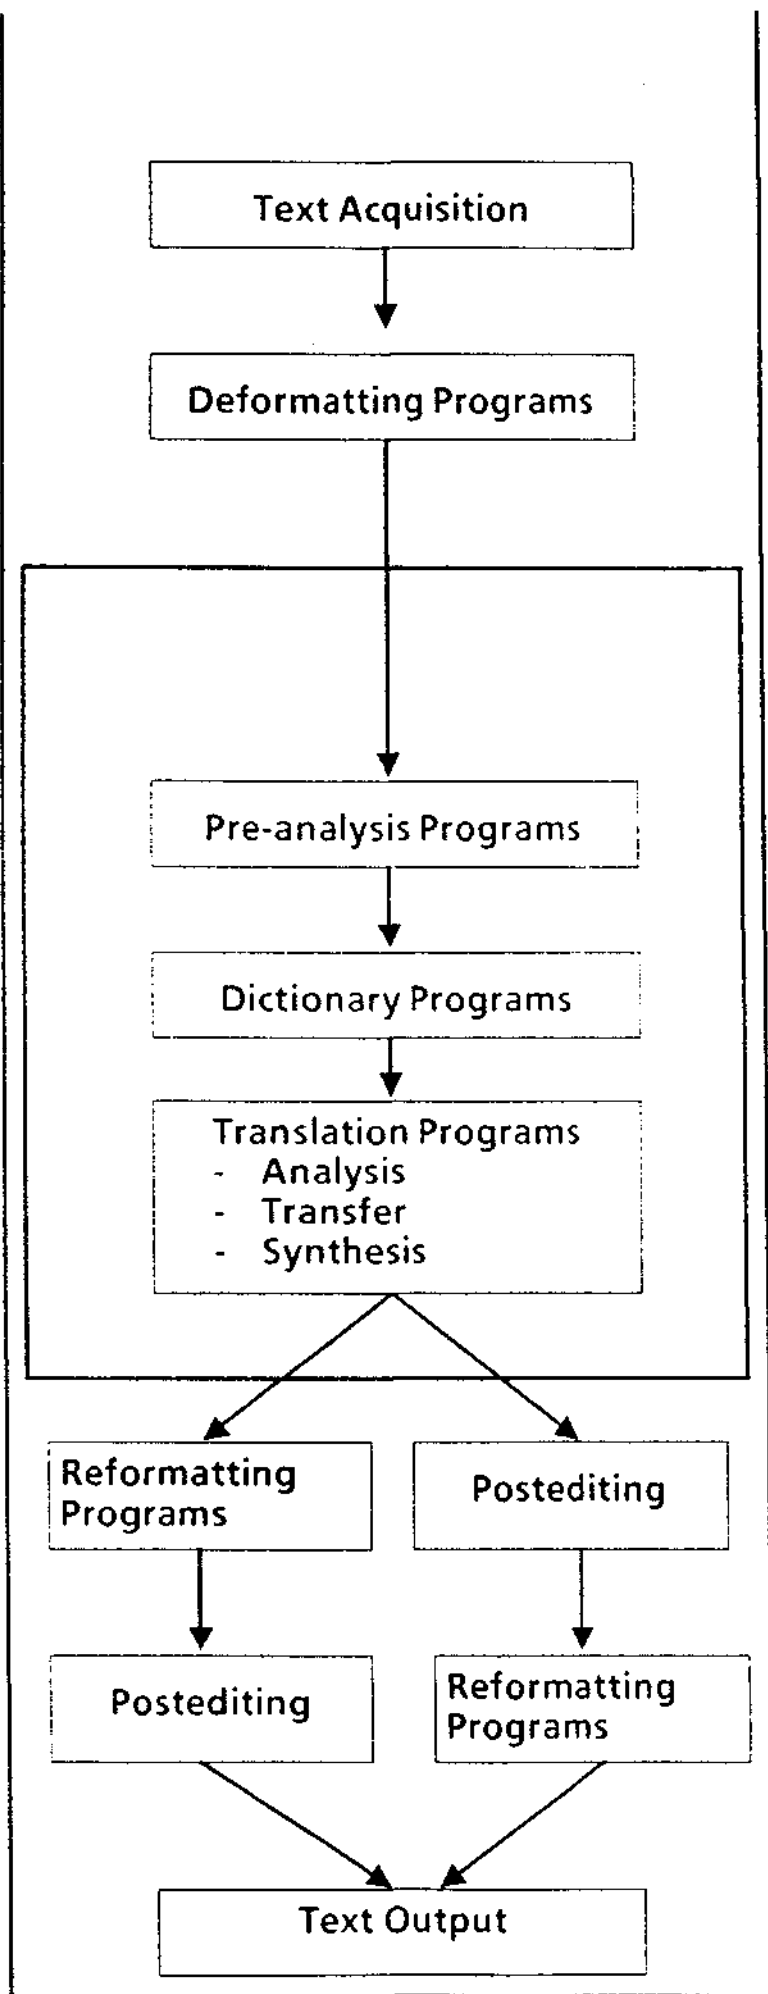 Text Acquisition
Deformatting Programs
Pre-analysis Programs
Dictionary Programs
Translation Programs
- Analysis
- Transfer
- Synthesis
Reformatting
Programs
Postediting
Postediting
Reformatting
Programs
Text Output